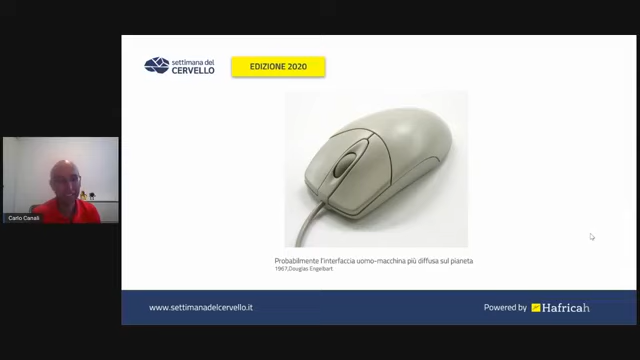 settimana del
CERVELLO
EDIZIONE 2020
Carlo Canali
Probabilmente l'interfaccia uomo-macchina più diffusa sul pianeta
1967,Douglas Engelbart
www.settimanadelcervello.it
Powered by Hafricah